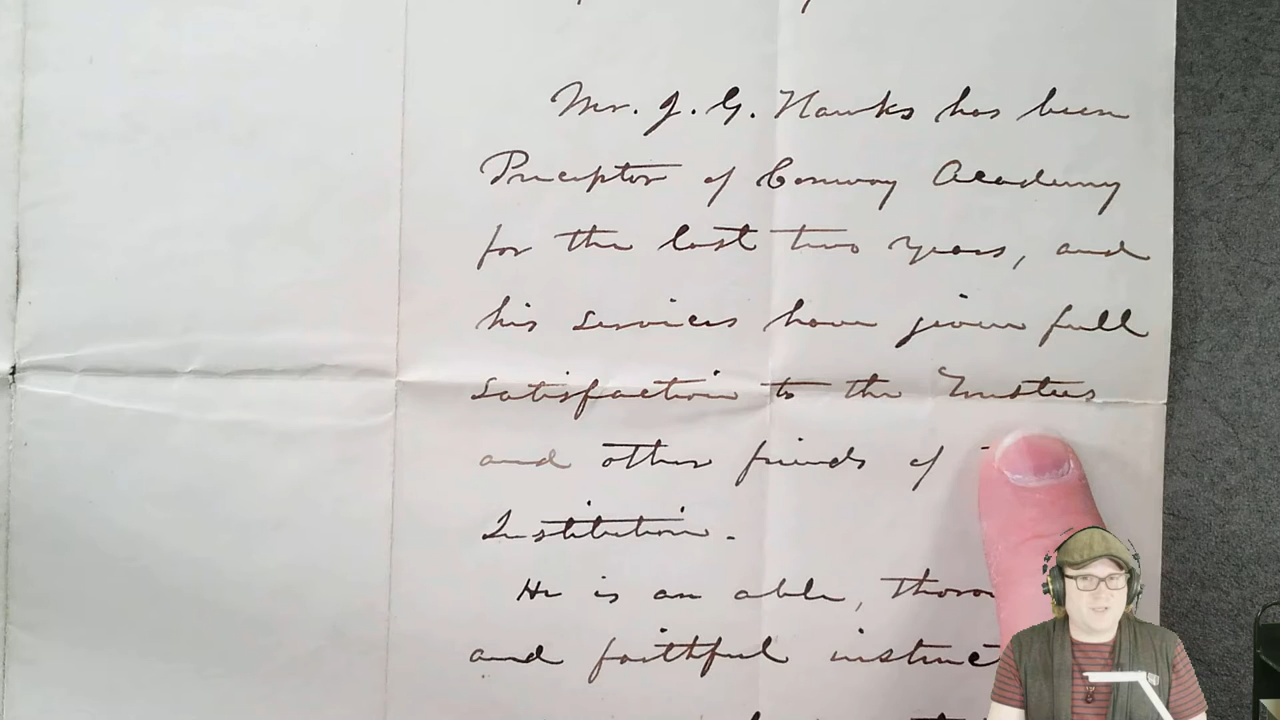 Mr. J. G. Hawks has been
Preceptor of Conway Academy
for the last two years, and
his services have given full
satisfaction to the Trustees
and other friends of
Institution.
He is an able,
and faithful